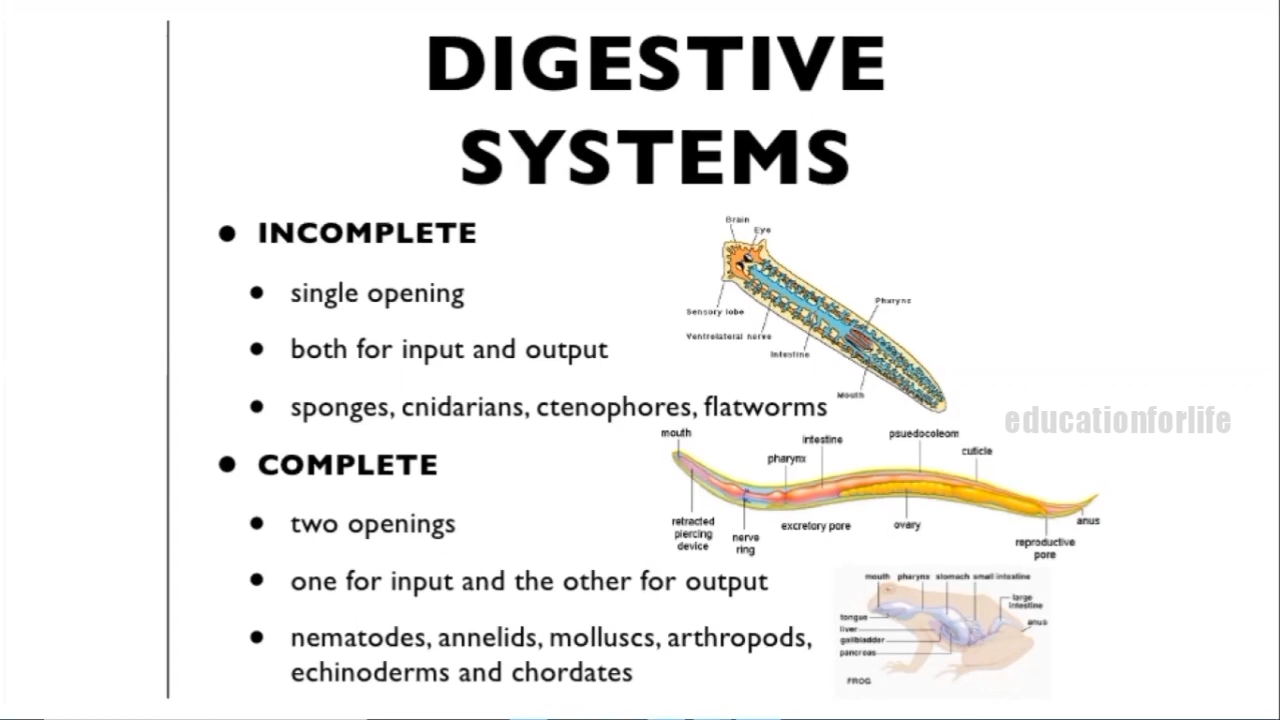 DIGESTIVE
SYSTEMS
• INCOMPLETE
• single opening
• both for input and output
• sponges, cnidarians, ctenophores, flatworms
Brain
Eye
Pharynx
Sensory lobe
Ventrolateral nerve
Intestine
Mouth
educationforlife
• COMPLETE
• two openings
• one for input and the other for output
• nematodes, annelids, molluscs, arthropods,
echinoderms and chordates
mouth
pharynx
intestine
psuedocoelom
cuticle
retracted
piercing
device
nerve
ring
excretory pore
ovary
reproductive
pore
anus
mouth pharynx stomach small intestine
large
intestine
anus
tongue
liver
gallbladder
pancreas
FROG